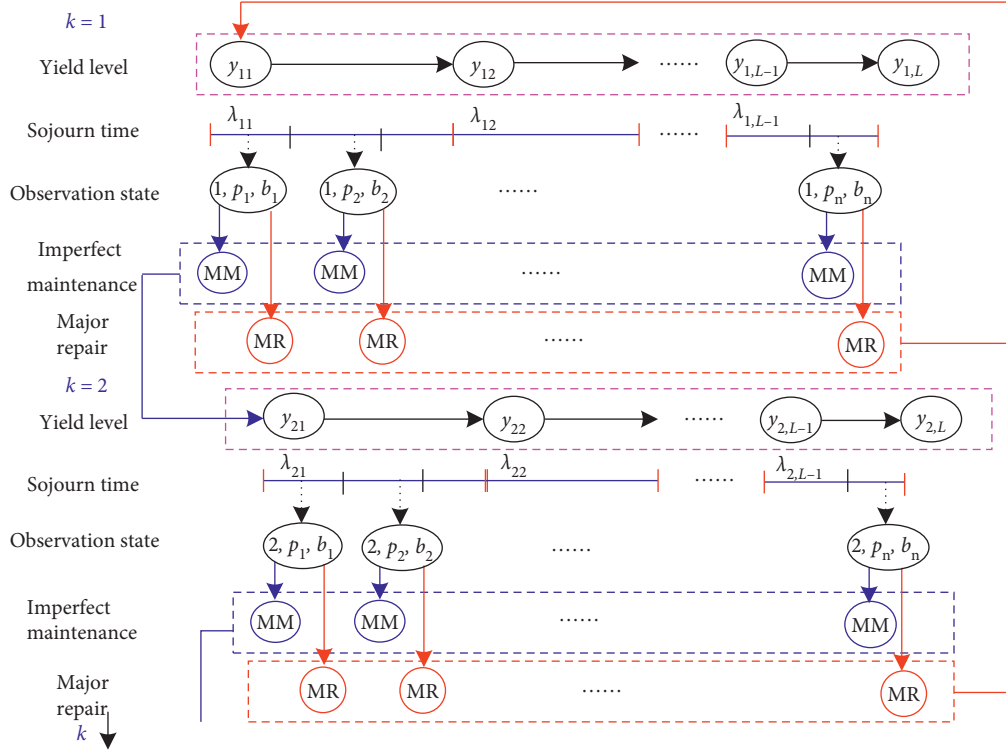 k = 1
Yield level
y11 y12 ...... y1,L–1 y1,L
Sojourn time
λ11 λ12 ...... λ1,L–1
Observation state
1, p1, b1 1, p2, b2 ...... 1, pn, bn
Imperfect
maintenance
MM MM ...... MM
Major
repair
MR MR ...... MR
k = 2
Yield level
y21 y22 ...... y2,L–1 y2,L
Sojourn time
λ21 λ22 ...... λ2,L–1
Observation state
2, p1, b1 2, p2, b2 ...... 2, pn, bn
Imperfect
maintenance
MM MM ...... MM
Major
repair
MR MR ...... MR
k